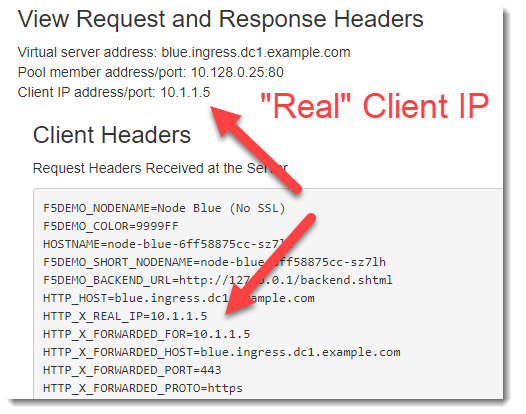 View Request and Response Headers
Virtual server address: blue.ingress.dc1.example.com
Pool member address/port: 10.128.0.25:80
Client IP address/port: 10.1.1.5
"Real" Client IP
Client Headers
Request Headers Received at the Server
F5DEMO_NODENAME=Node Blue (No SSL)
F5DEMO_COLOR=9999FF
HOSTNAME=node-blue-6ff58875cc-sz7lh
F5DEMO_SHORT_NODENAME=node-blue-6ff58875cc-sz7lh
F5DEMO_BACKEND_URL=http://127.0.0.1/backend.shtml
HTTP_HOST=blue.ingress.dc1.example.com
HTTP_X_REAL_IP=10.1.1.5
HTTP_X_FORWARDED_FOR=10.1.1.5
HTTP_X_FORWARDED_HOST=blue.ingress.dc1.example.com
HTTP_X_FORWARDED_PORT=443
HTTP_X_FORWARDED_PROTO=https